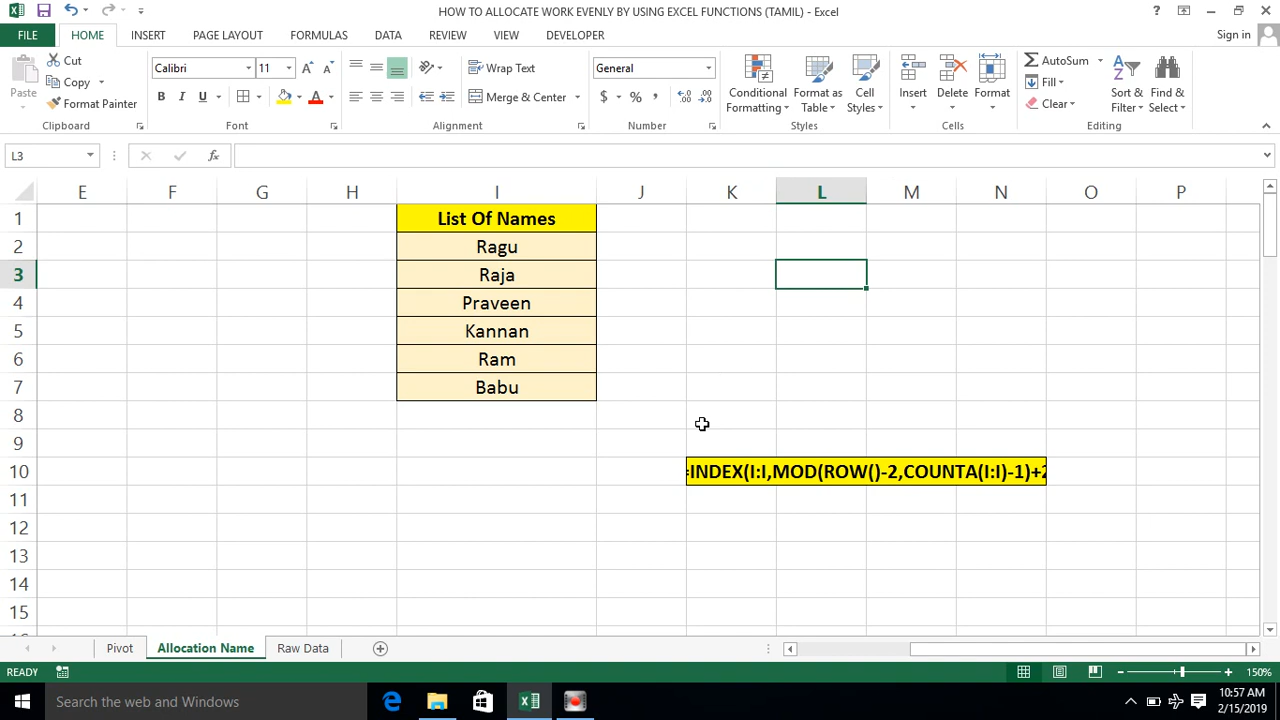 HOW TO ALLOCATE WORK EVENLY BY USING EXCEL FUNCTIONS (TAMIL) - Excel
FILE HOME INSERT PAGE LAYOUT FORMULAS DATA REVIEW VIEW DEVELOPER Sign in
Paste
Cut
Copy
Format Painter
Clipboard
Calibri 11
B I U
Font
Wrap Text
Merge & Center
Alignment
General
$ % ,
Number
Conditional Formatting
Format as Table
Cell Styles
Styles
Insert Delete Format
Cells
AutoSum
Fill
Clear
Sort & Filter
Find & Select
Editing
L3 fx
E F G H I J K L M N O P
1 List Of Names
2 Ragu
3 Raja
4 Praveen
5 Kannan
6 Ram
7 Babu
8
9
10 =INDEX(I:I,MOD(ROW()-2,COUNTA(I:I)-1)+2
11
12
13
14
15
Pivot Allocation Name Raw Data
READY 150%
Search the web and Windows
10:57 AM
2/15/2019